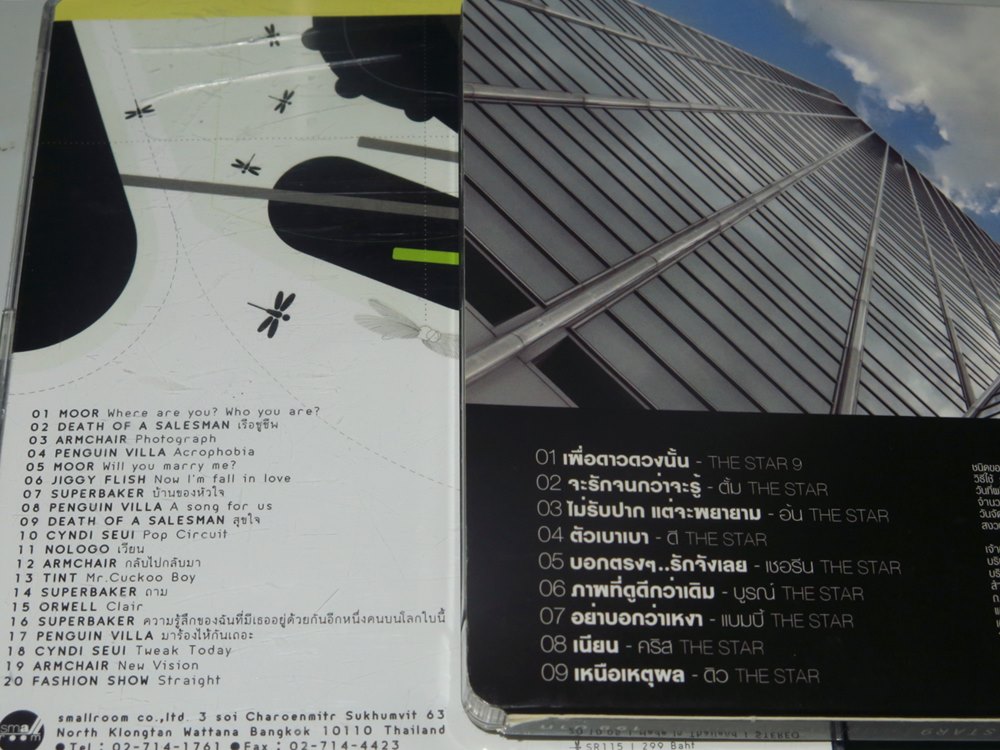 01 MOOR Where are you? Who you are?
02 DEATH OF A SALESMAN เรือชูชีพ
03 ARMCHAIR Photograph
04 PENGUIN VILLA Acrophobia
05 MOOR Will you marry me?
06 JIGGY FLISH Now I'm fall in love
07 SUPERBAKER บ้านของหัวใจ
08 PENGUIN VILLA A song for us
09 DEATH OF A SALESMAN สุขใจ
10 CYNDI SEUI Pop Circuit
11 NOLOGO เวียน
12 ARMCHAIR กลับไปกลับมา
13 TINT Mr.Cuckoo Boy
14 SUPERBAKER ถาม
15 ORWELL Clair
16 SUPERBAKER ความรู้สึกของฉันที่มีเธออยู่ด้วยกันอีกหนึ่งคนบนโลกใบนี้
17 PENGUIN VILLA มาร้องไห้กันเถอะ
18 CYNDI SEUI Tweak Today
19 ARMCHAIR New Vision
20 FASHION SHOW Straight
small room
smallroom co.,ltd. 3 soi Charoenmitr Sukhumvit 63
North Klongtan Wattana Bangkok 10110 Thailand
Tel : 02-714-1761 Fax : 02-714-4423
01 เพื่อดาวดวงนั้น - THE STAR 9
02 จะรักจนกว่าจะรู้ - ตั้ม THE STAR
03 ไม่รับปาก แต่จะพยายาม - อั๋น THE STAR
04 ตัวเบาเบา - ดี THE STAR
05 บอกตรงๆ..รักจังเลย - เชอรีน THE STAR
06 ภาพที่ดูดีกว่าเดิม - บูรณ์ THE STAR
07 อย่าบอกว่าเหงา - แบมบี้ THE STAR
08 เนียน - คริส THE STAR
09 เหนือเหตุผล - ดิว THE STAR
SR115 | 299 Baht